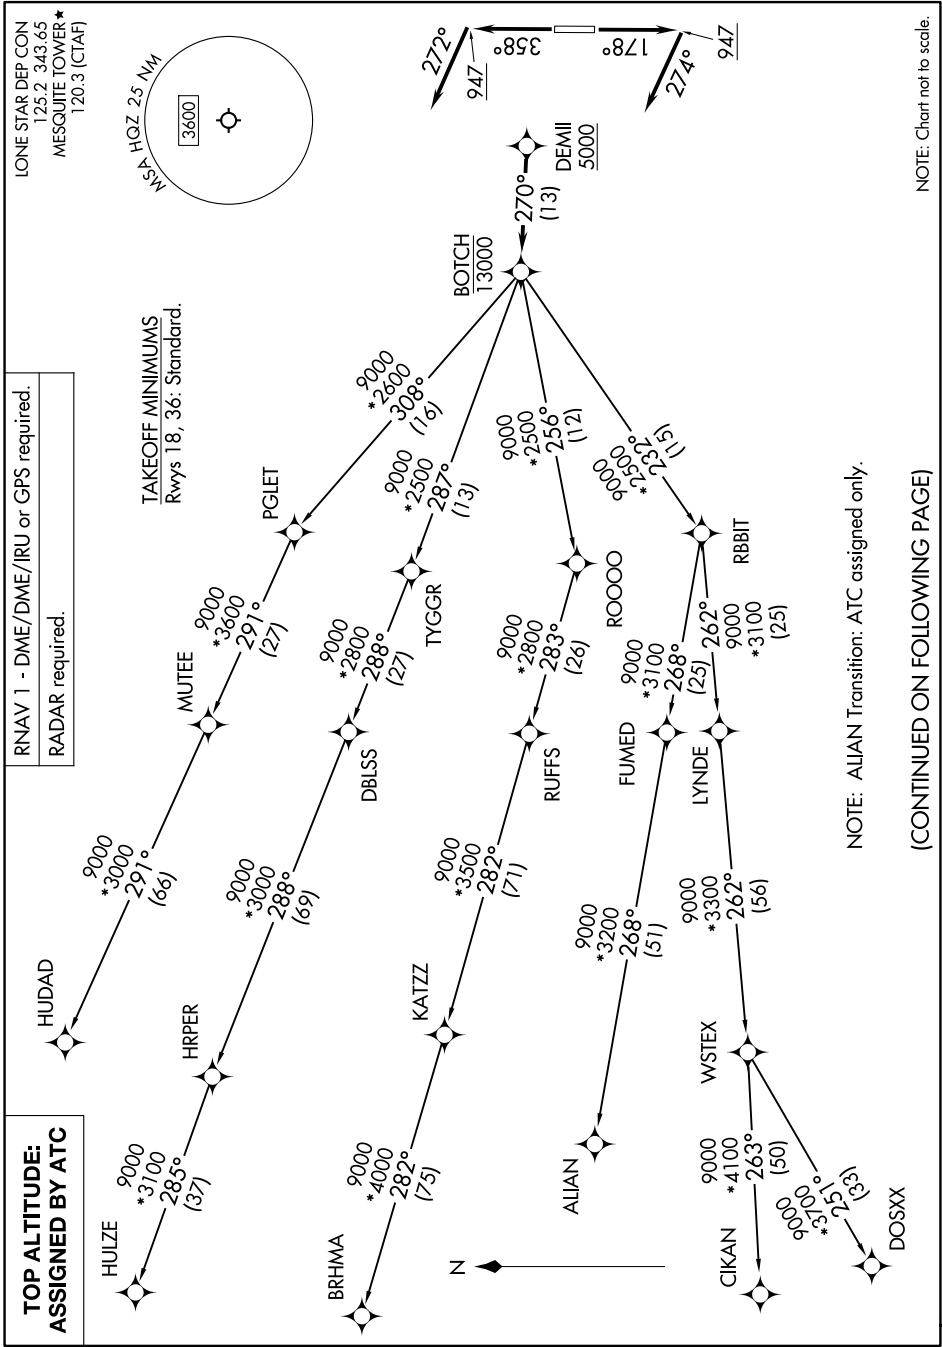 TOP ALTITUDE:
ASSIGNED BY ATC
RNAV 1 - DME/DME/IRU or GPS required.
RADAR required.
LONE STAR DEP CON
125.2 343.65
MESQUITE TOWER★
120.3 (CTAF)
MSA HQZ 25 NM
3600
TAKEOFF MINIMUMS
Rwys 18, 36: Standard.
HUDAD
9000
*3000
291°
(66)
MUTEE
9000
*3600
291°
(27)
PGLET
9000
*2600
308°
(16)
HULZE
9000
*3100
285°
(37)
HRPER
9000
*3000
288°
(69)
DBLSS
9000
*2800
288°
(27)
TYGGR
9000
*2500
287°
(13)
BOTCH
13000
270°
(13)
DEMII
5000
272°
947
358°
178°
947
274°
BRHMA
9000
*4000
282°
(75)
KATZZ
9000
*3500
282°
(71)
RUFFS
9000
*2800
283°
(26)
ROOOO
9000
*2500
256°
(12)
N
ALIAN
9000
*3200
268°
(51)
FUMED
9000
*3100
268°
(25)
RBBIT
9000
*2500
232°
(15)
CIKAN
9000
*4100
263°
(50)
WSTEX
9000
*3300
262°
(56)
LYNDE
262°
9000
*3100
(25)
9000
*3700
251°
(33)
DOSXX
NOTE: ALIAN Transition: ATC assigned only.
(CONTINUED ON FOLLOWING PAGE)
NOTE: Chart not to scale.